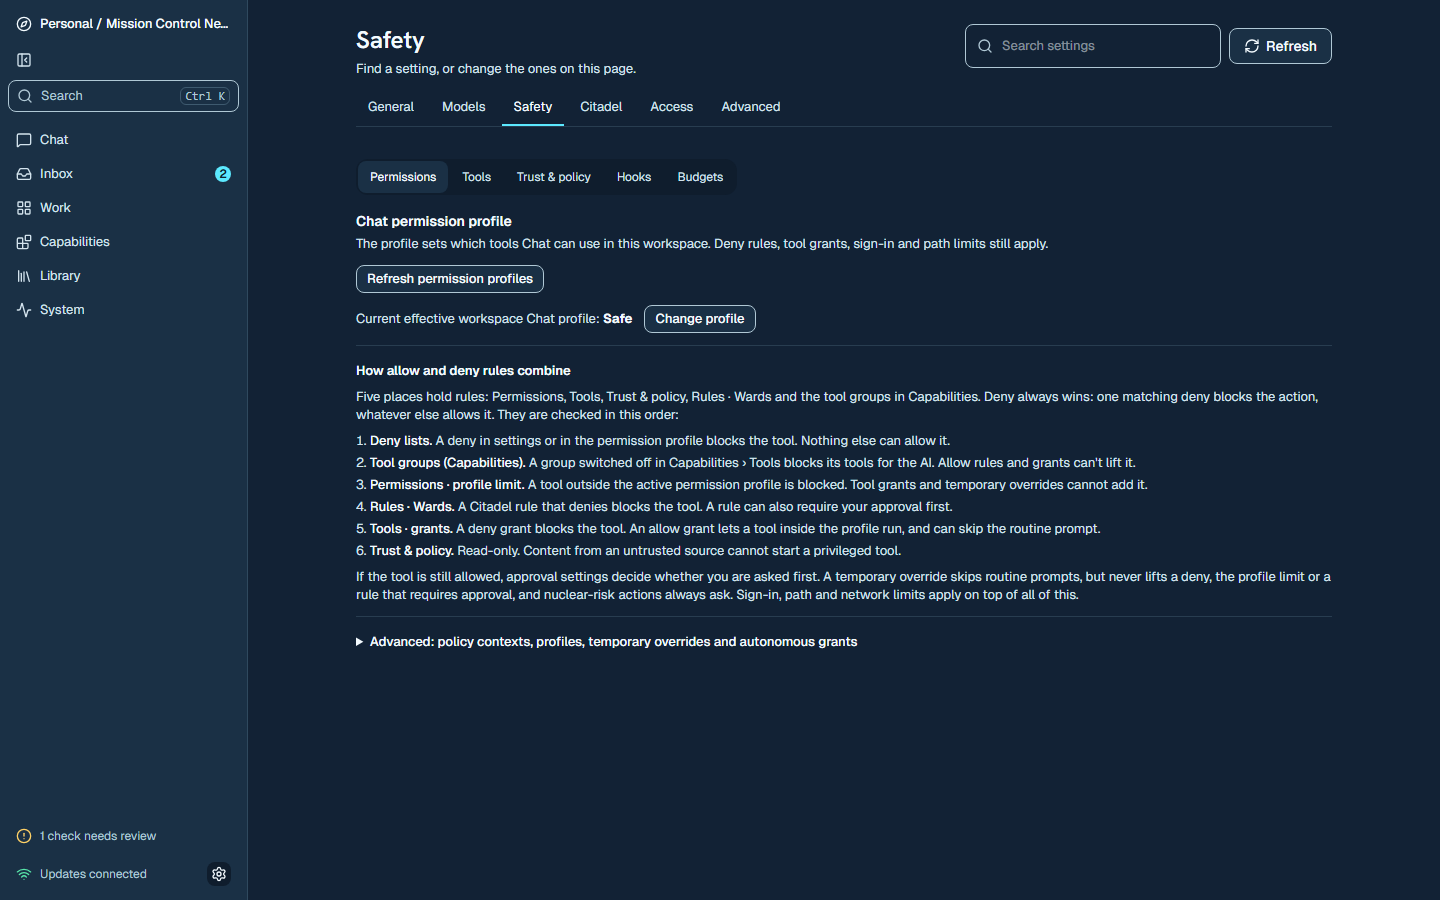 Personal / Mission Control Ne...
Search
Ctrl K
Chat
Inbox
2
Work
Capabilities
Library
System
1 check needs review
Updates connected
Safety
Find a setting, or change the ones on this page.
Search settings
Refresh
General
Models
Safety
Citadel
Access
Advanced
Permissions
Tools
Trust & policy
Hooks
Budgets
Chat permission profile
The profile sets which tools Chat can use in this workspace. Deny rules, tool grants, sign-in and path limits still apply.
Refresh permission profiles
Current effective workspace Chat profile: Safe
Change profile
How allow and deny rules combine
Five places hold rules: Permissions, Tools, Trust & policy, Rules · Wards and the tool groups in Capabilities. Deny always wins: one matching deny blocks the action,
whatever else allows it. They are checked in this order:
1. Deny lists. A deny in settings or in the permission profile blocks the tool. Nothing else can allow it.
2. Tool groups (Capabilities). A group switched off in Capabilities › Tools blocks its tools for the AI. Allow rules and grants can't lift it.
3. Permissions · profile limit. A tool outside the active permission profile is blocked. Tool grants and temporary overrides cannot add it.
4. Rules · Wards. A Citadel rule that denies blocks the tool. A rule can also require your approval first.
5. Tools · grants. A deny grant blocks the tool. An allow grant lets a tool inside the profile run, and can skip the routine prompt.
6. Trust & policy. Read-only. Content from an untrusted source cannot start a privileged tool.
If the tool is still allowed, approval settings decide whether you are asked first. A temporary override skips routine prompts, but never lifts a deny, the profile limit or a
rule that requires approval, and nuclear-risk actions always ask. Sign-in, path and network limits apply on top of all of this.
Advanced: policy contexts, profiles, temporary overrides and autonomous grants